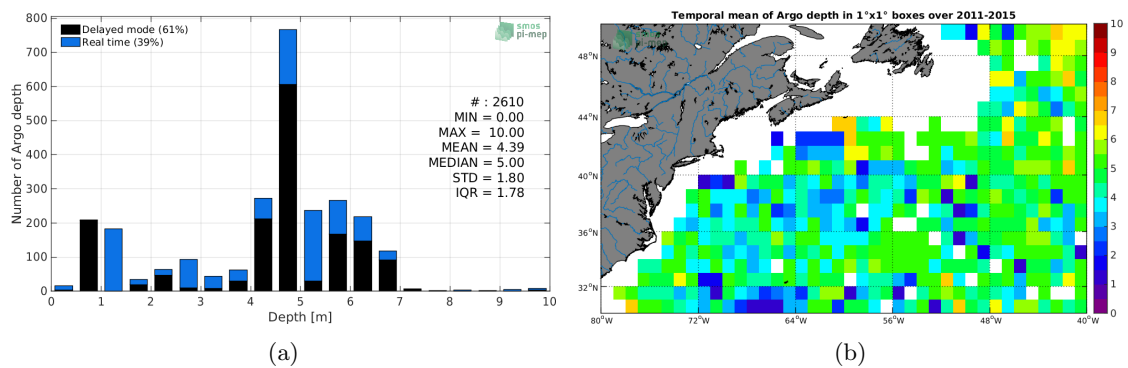 Delayed mode (61%)
Real time (39%)
smos
pi-mep
# : 2610
MIN = 0.00
MAX = 10.00
MEAN = 4.39
MEDIAN = 5.00
STD = 1.80
IQR = 1.78
Number of Argo depth
800
700
600
500
400
300
200
100
0
0 1 2 3 4 5 6 7 8 9 10
Depth [m]
(a)
Temporal mean of Argo depth in 1°x1° boxes over 2011-2015
smos
pi-mep
48°N
44°N
40°N
36°N
32°N
80°W 72°W 64°W 56°W 48°W 40°W
10
9
8
7
6
5
4
3
2
1
0
(b)